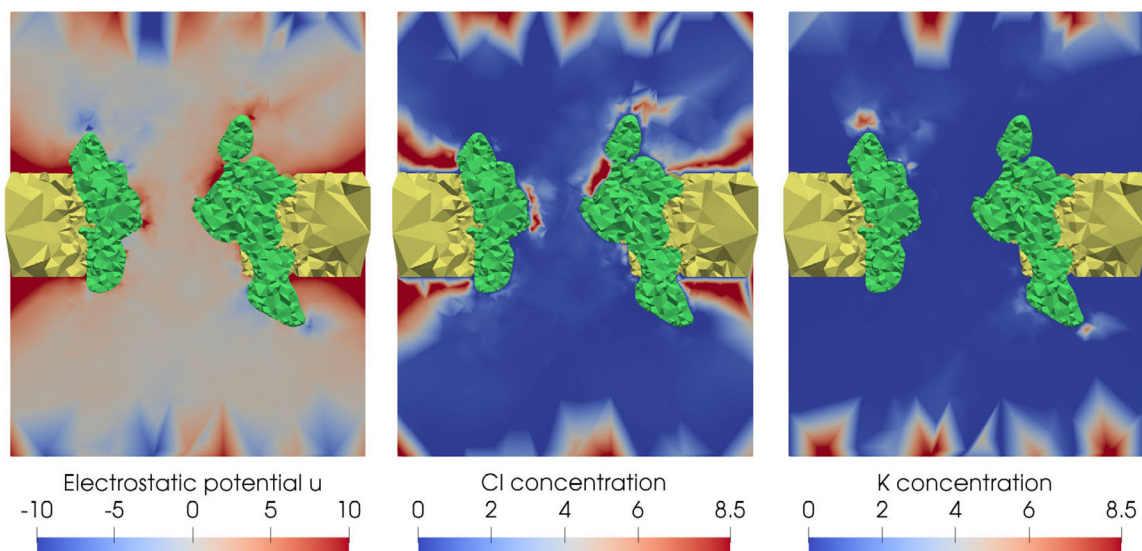 Electrostatic potential u
-10 -5 0 5 10
Cl concentration
0 2 4 6 8.5
K concentration
0 2 4 6 8.5